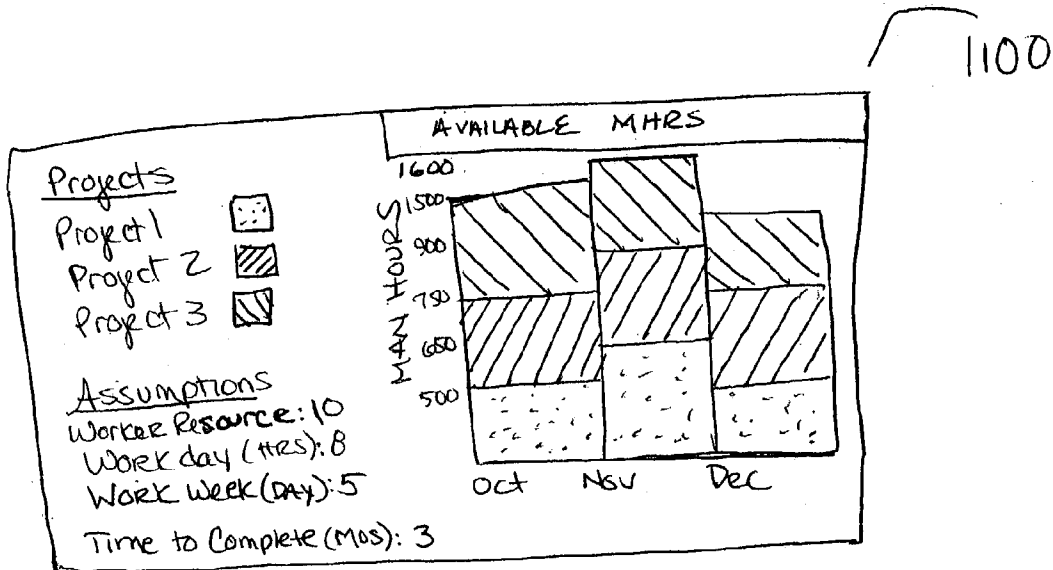 1100
AVAILABLE MHRS
Projects
Project 1
Project 2
Project 3
Assumptions
Worker Resource: 10
Work day (HRS): 8
Work Week (DAY): 5
Time to Complete (MOS): 3
MAN HOURS
1600
1500
900
750
650
500
Oct Nov Dec